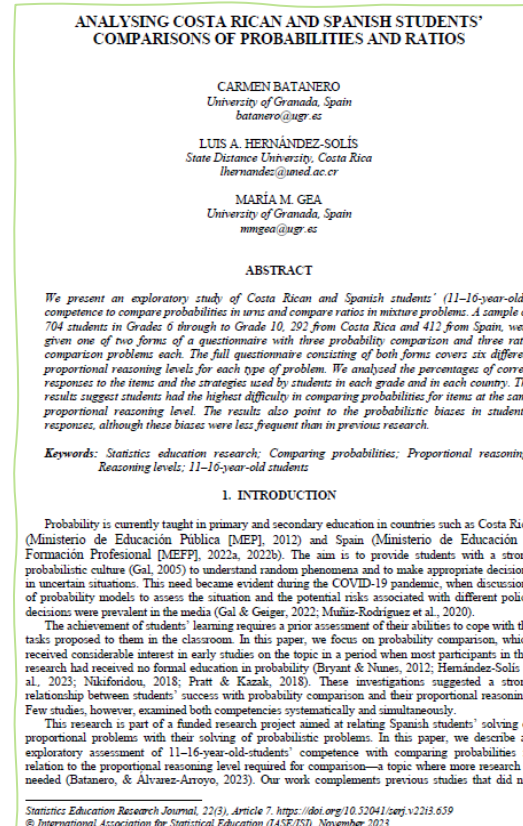 ANALYSING COSTA RICAN AND SPANISH STUDENTS'
COMPARISONS OF PROBABILITIES AND RATIOS
CARMEN BATANERO
University of Granada, Spain
batanero@ugr.es
LUIS A. HERNÁNDEZ-SOLÍS
State Distance University, Costa Rica
lhernandez@uned.ac.cr
MARÍA M. GEA
University of Granada, Spain
mmgea@ugr.es
ABSTRACT
We present an exploratory study of Costa Rican and Spanish students' (11–16-year-old
competence to compare probabilities in urns and compare ratios in mixture problems. A sample o
704 students in Grades 6 through to Grade 10, 292 from Costa Rica and 412 from Spain, we
given one of two forms of a questionnaire with three probability comparison and three rat
comparison problems each. The full questionnaire consisting of both forms covers six differe
proportional reasoning levels for each type of problem. We analysed the percentages of corre
responses to the items and the strategies used by students in each grade and in each country. Th
results suggest students had the highest difficulty in comparing probabilities for items at the sam
proportional reasoning level. The results also point to the probabilistic biases in student
responses, although these biases were less frequent than in previous research.
Keywords: Statistics education research; Comparing probabilities; Proportional reasoning
Reasoning levels; 11–16-year-old students
1. INTRODUCTION
Probability is currently taught in primary and secondary education in countries such as Costa Ric
(Ministerio de Educación Pública [MEP], 2012) and Spain (Ministerio de Educación
Formación Profesional [MEFP], 2022a, 2022b). The aim is to provide students with a stron
probabilistic culture (Gal, 2005) to understand random phenomena and to make appropriate decision
in uncertain situations. This need became evident during the COVID-19 pandemic, when discussion
of probability models to assess the situation and the potential risks associated with different polic
decisions were prevalent in the media (Gal & Geiger, 2022; Muñiz-Rodríguez et al., 2020).
The achievement of students' learning requires a prior assessment of their abilities to cope with th
tasks proposed to them in the classroom. In this paper, we focus on probability comparison, whic
received considerable interest in early studies on the topic in a period when most participants in th
research had received no formal education in probability (Bryant & Nunes, 2012; Hernández-Solís
al., 2023; Nikiforidou, 2018; Pratt & Kazak, 2018). These investigations suggested a stron
relationship between students' success with probability comparison and their proportional reasonin
Few studies, however, examined both competencies systematically and simultaneously.
This research is part of a funded research project aimed at relating Spanish students' solving o
proportional problems with their solving of probabilistic problems. In this paper, we describe a
exploratory assessment of 11–16-year-old-students' competence with comparing probabilities
relation to the proportional reasoning level required for comparison—a topic where more research
needed (Batanero, & Álvarez-Arroyo, 2023). Our work complements previous studies that did n
Statistics Education Research Journal, 22(3), Article 7. https://doi.org/10.52041/serj.v22i3.659
© International Association for Statistical Education (IASE/ISI), November 2023